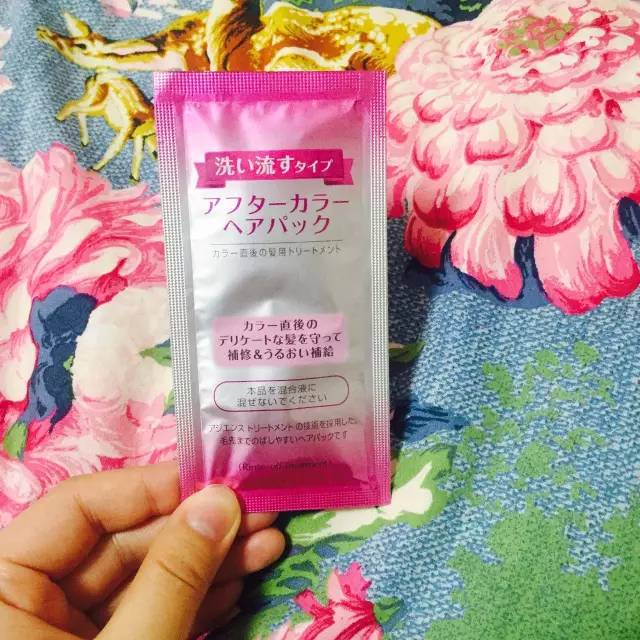 洗い流すタイプ
アフターカラー
ヘアパック
カラー直後の髪用トリートメント
カラー直後の
デリケートな髪を守って
補修&うるおい補給
本品を混合液に
混ぜないでください
アジエンス トリートメントの技術を採用した、
毛先までのばしやすいヘアパックです
(Rinse-off treatment)